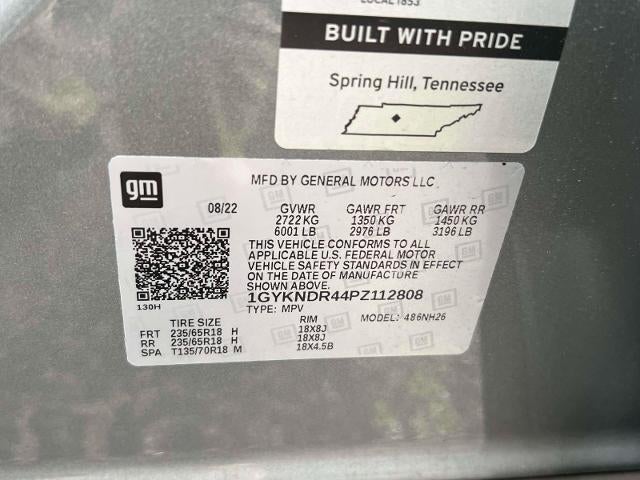 LOCAL 1853
BUILT WITH PRIDE
Spring Hill, Tennessee
gm
MFD BY GENERAL MOTORS LLC
08/22 GVWR GAWR FRT GAWR RR
2722 KG 1350 KG 1450 KG
6001 LB 2976 LB 3196 LB
THIS VEHICLE CONFORMS TO ALL
APPLICABLE U.S. FEDERAL MOTOR
VEHICLE SAFETY STANDARDS IN EFFECT
ON THE DATE OF MANUFACTURE
SHOWN ABOVE.
1GYKNDR44PZ112808
130H
TYPE: MPV MODEL: 486NH26
TIRE SIZE RIM
FRT 235/65R18 H 18X8J
RR 235/65R18 H 18X8J
SPA T135/70R18 M 18X4.5B